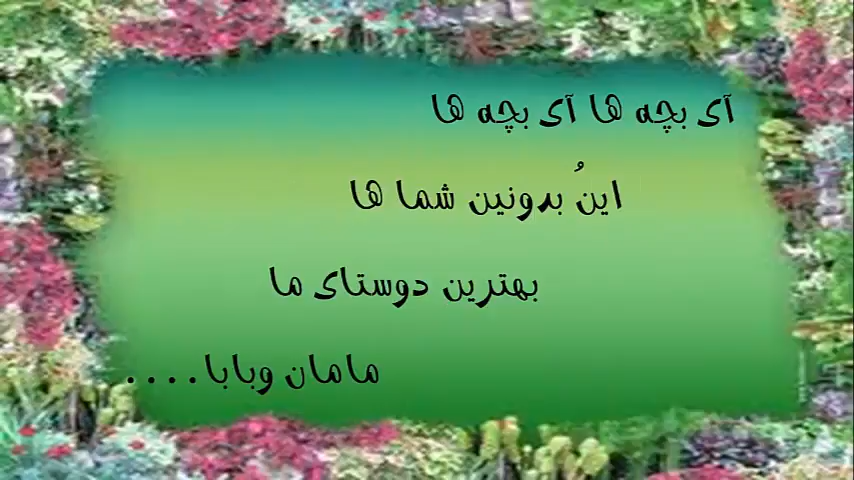 آی بچه ها آی بچه ها
اینُ بدونین شما ها
بهترین دوستای ما
مامان وبابا....